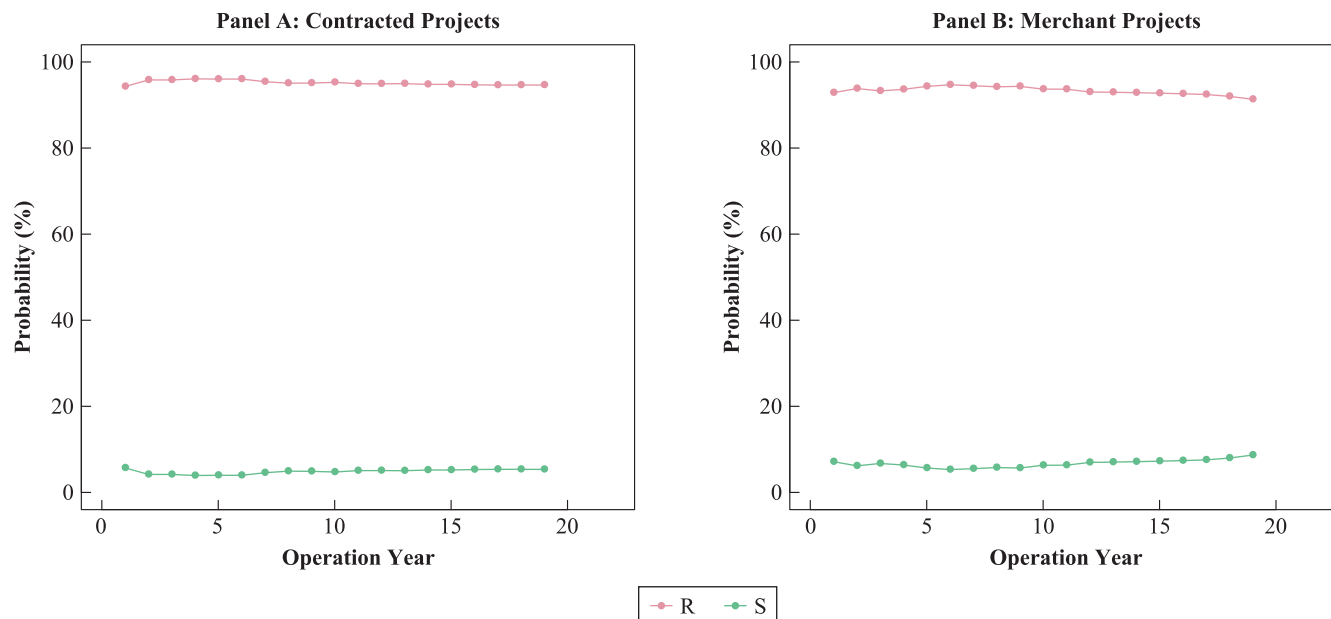 Panel A: Contracted Projects
100
80
60
40
20
0
Probability (%)
0 5 10 15 20
Operation Year
Panel B: Merchant Projects
100
80
60
40
20
0
Probability (%)
0 5 10 15 20
Operation Year
R S